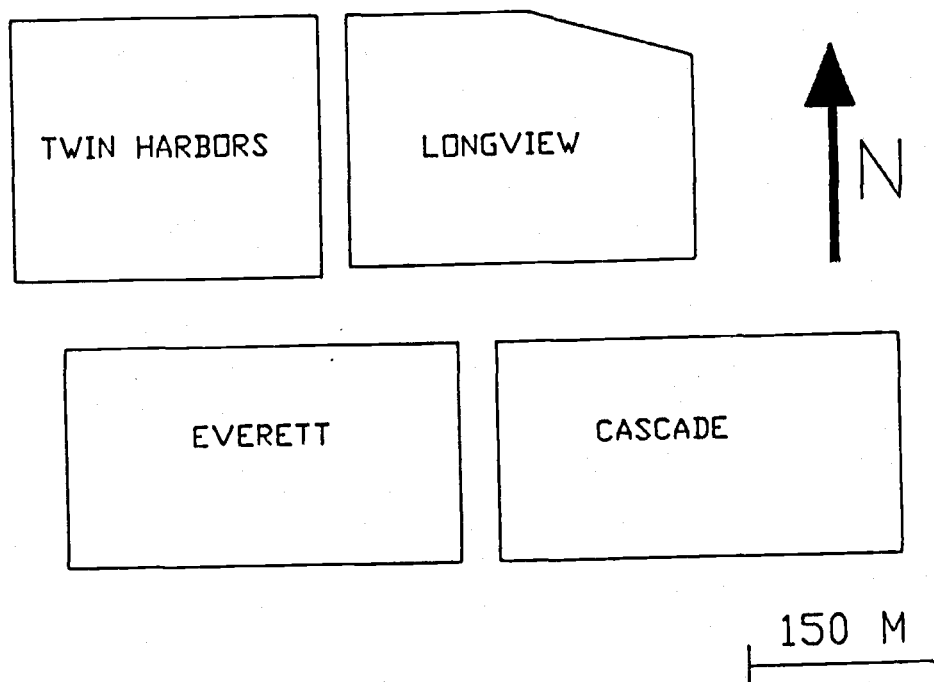 TWIN HARBORS
LONGVIEW
N
EVERETT
CASCADE
150 M